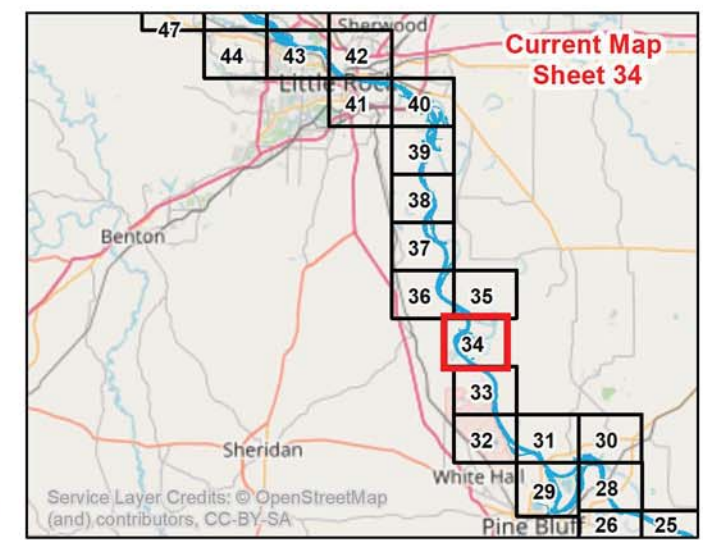 47
Sherwood
Current Map
Sheet 34
44
43
42
Little Rock
41
40
39
38
Benton
37
36
35
34
33
Sheridan
32
31
30
White Hall
29
28
Service Layer Credits: © OpenStreetMap
(and) contributors, CC-BY-SA
Pine Bluff
26
25